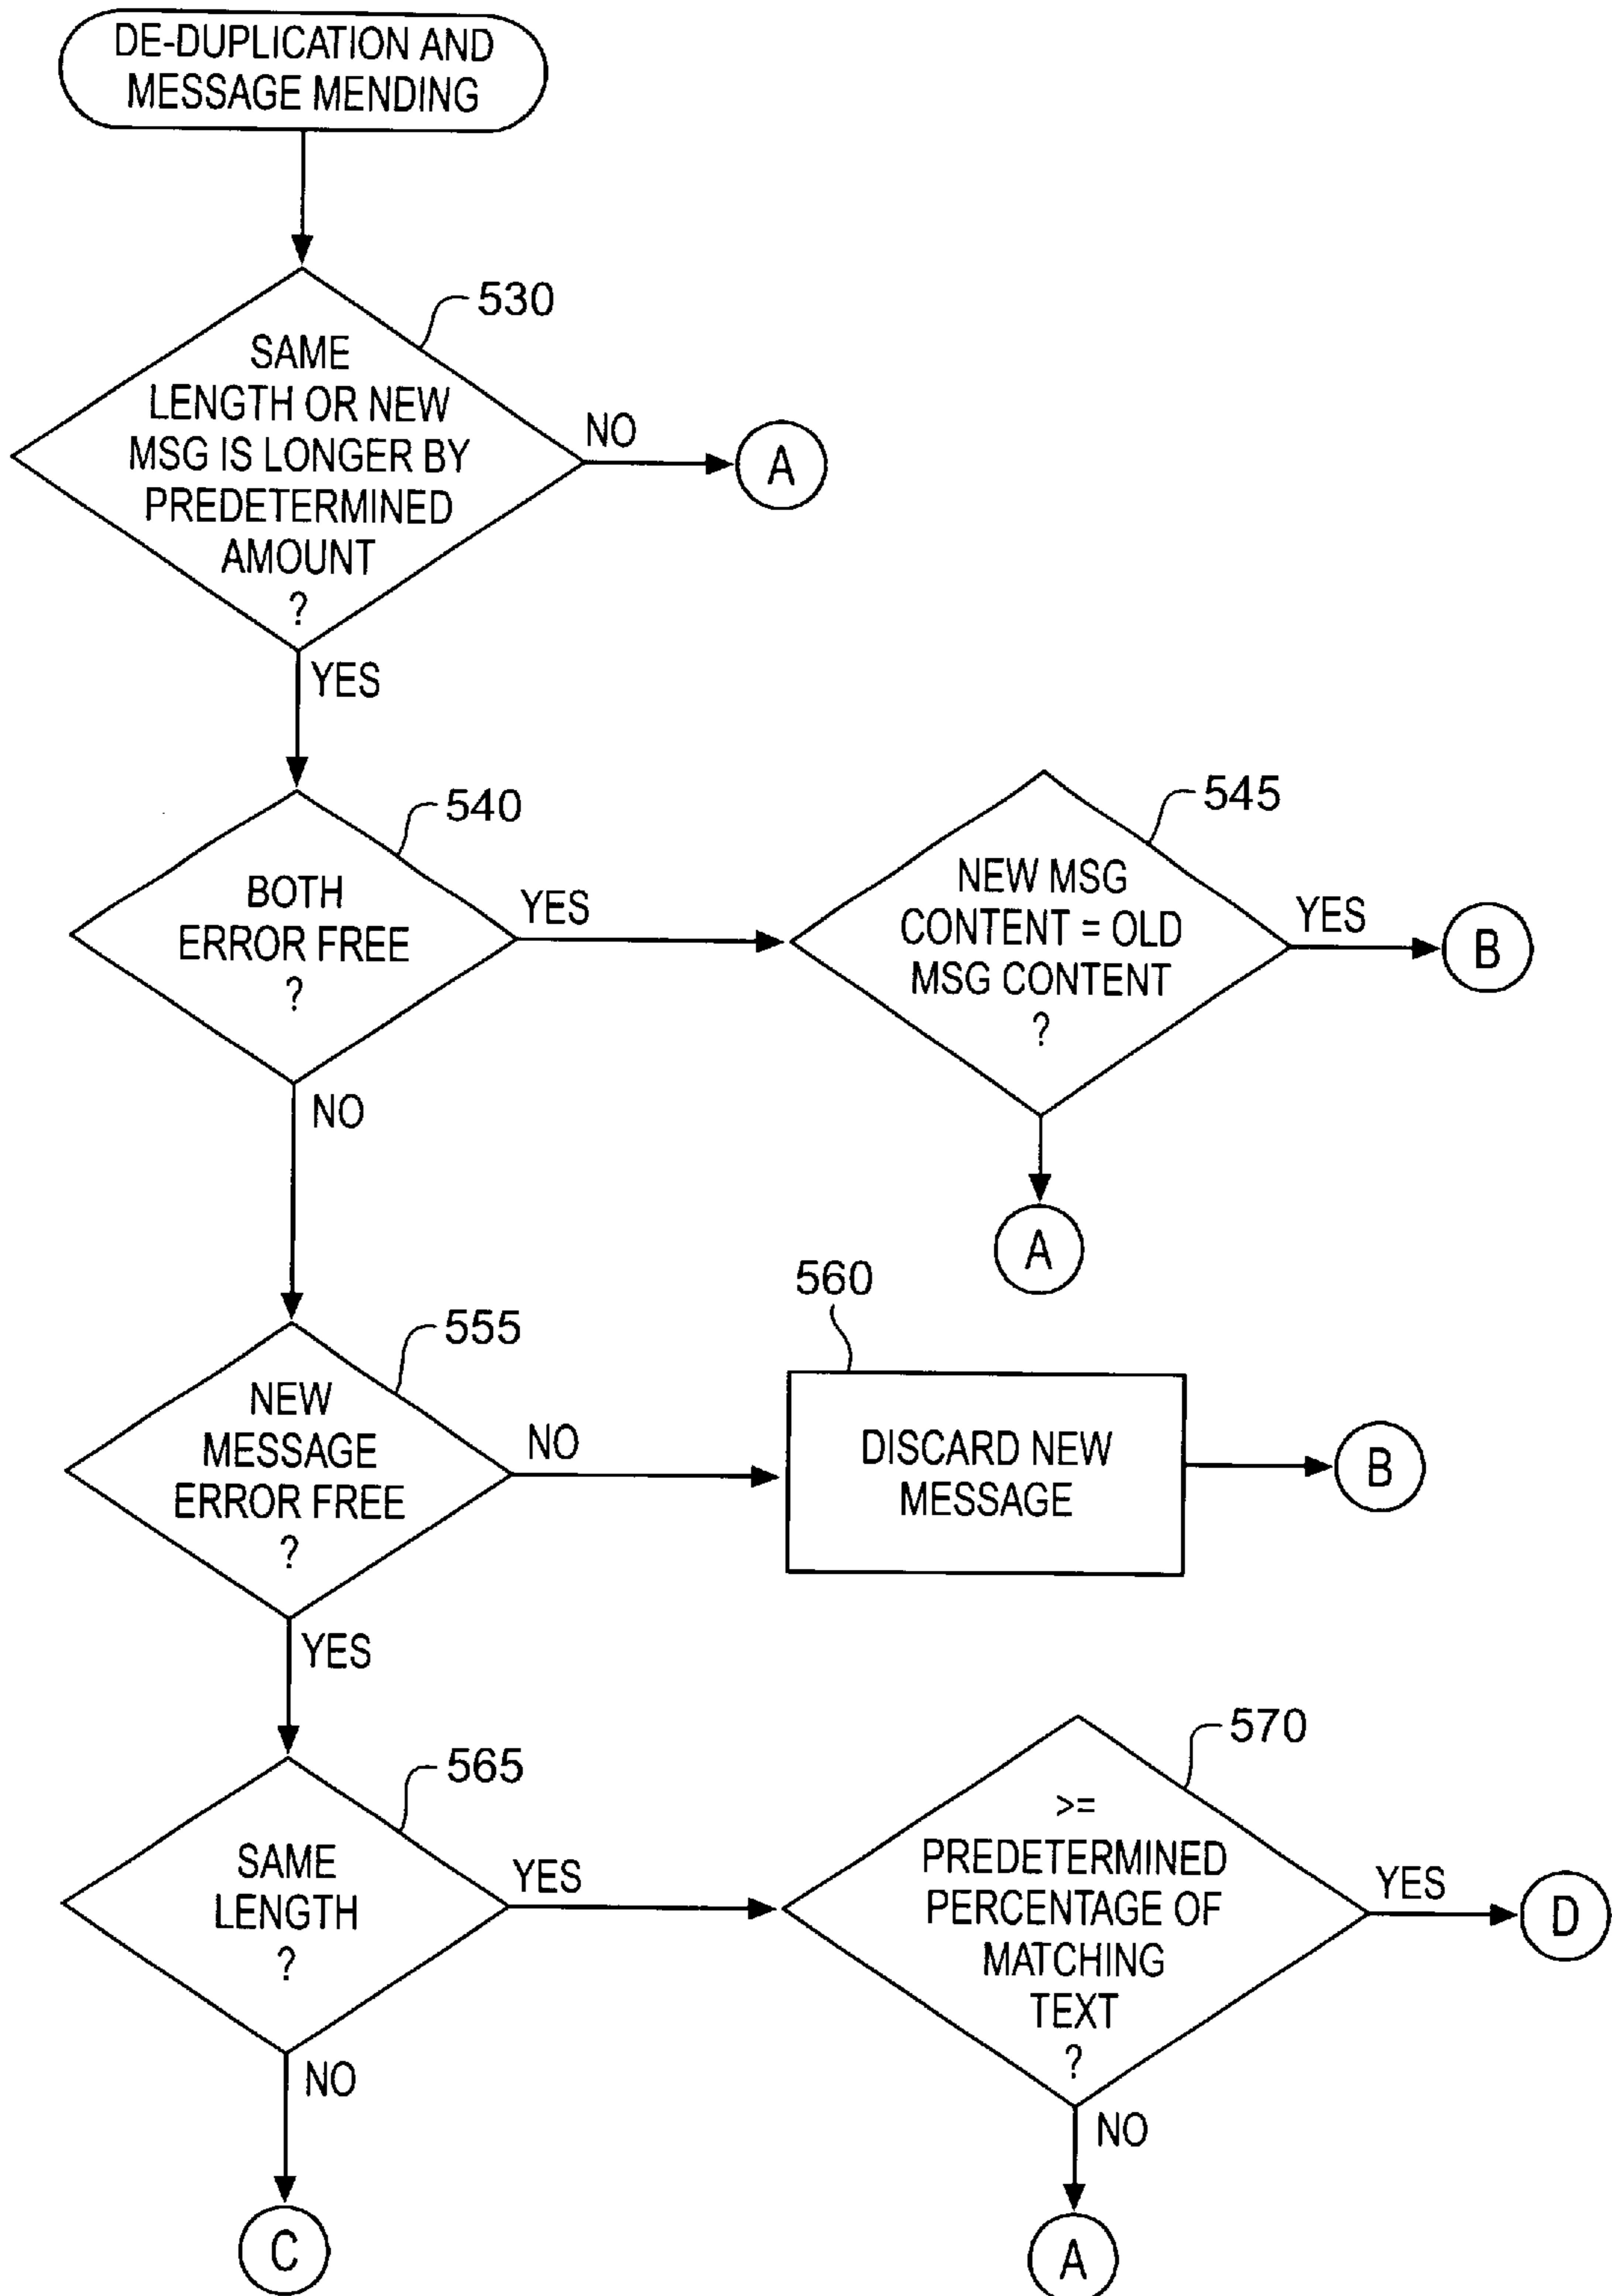 DE-DUPLICATION AND
MESSAGE MENDING
530
SAME
LENGTH OR NEW
MSG IS LONGER BY
PREDETERMINED
AMOUNT
?
NO
A
YES
540
BOTH
ERROR FREE
?
YES
545
NEW MSG
CONTENT = OLD
MSG CONTENT
?
YES
B
A
NO
555
NEW
MESSAGE
ERROR FREE
?
NO
560
DISCARD NEW
MESSAGE
B
YES
565
SAME
LENGTH
?
YES
570
>=
PREDETERMINED
PERCENTAGE OF
MATCHING
TEXT
?
YES
D
NO
C
NO
A